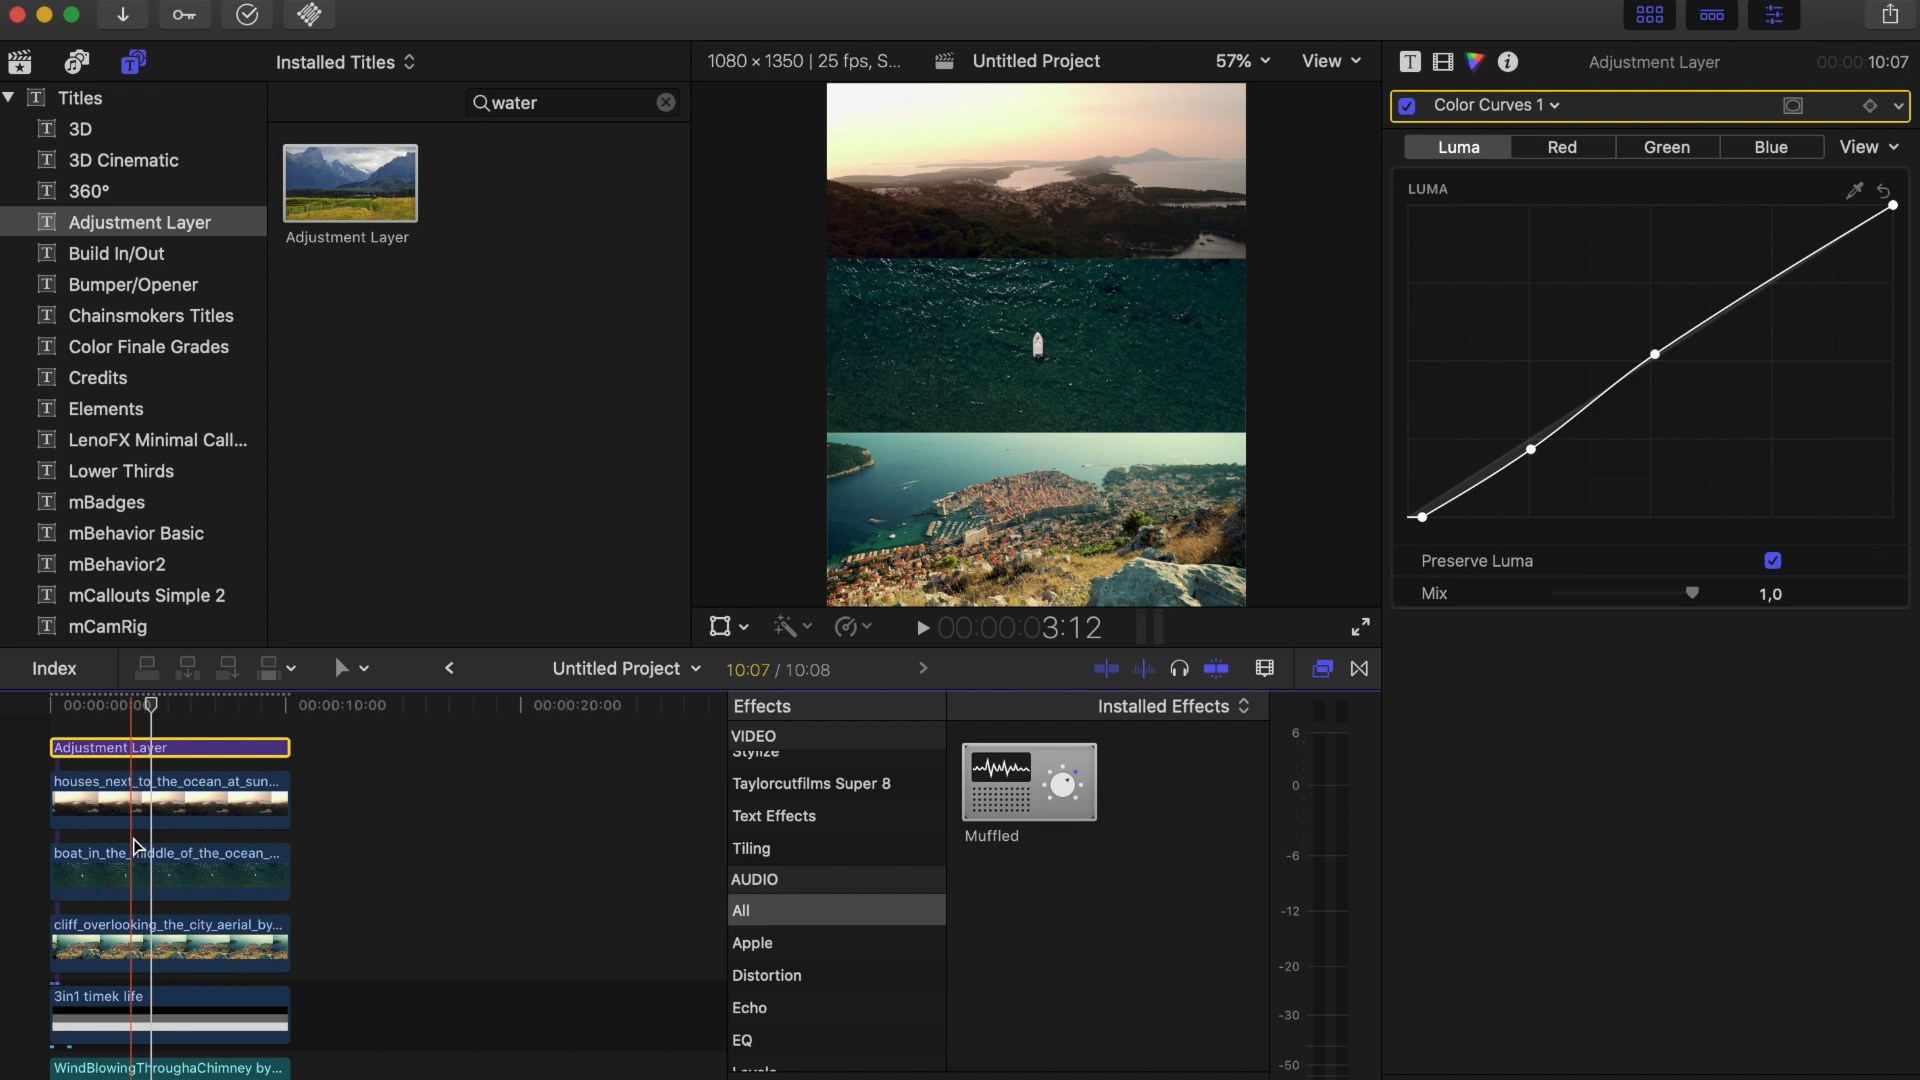 Installed Titles
1080 × 1350 | 25 fps, S...
Untitled Project
57%
View
Adjustment Layer
00:00:10:07
Titles
water
Color Curves 1
3D
3D Cinematic
360°
Adjustment Layer
Build In/Out
Bumper/Opener
Chainsmokers Titles
Color Finale Grades
Credits
Elements
LenoFX Minimal Call...
Lower Thirds
mBadges
mBehavior Basic
mBehavior2
mCallouts Simple 2
mCamRig
Adjustment Layer
Luma
Red
Green
Blue
View
LUMA
Preserve Luma
Mix
1,0
00:00:03:12
Index
Untitled Project
10:07 / 10:08
00:00:00:00
00:00:10:00
00:00:20:00
Adjustment Layer
houses_next_to_the_ocean_at_sun...
boat_in_the_middle_of_the_ocean_...
cliff_overlooking_the_city_aerial_by...
3in1 timek life
WindBlowingThroughaChimney by...
Effects
Installed Effects
VIDEO
Stylize
Taylorcutfilms Super 8
Text Effects
Tiling
AUDIO
All
Apple
Distortion
Echo
EQ
Levels
Muffled
6
0
-6
-12
-20
-30
-50